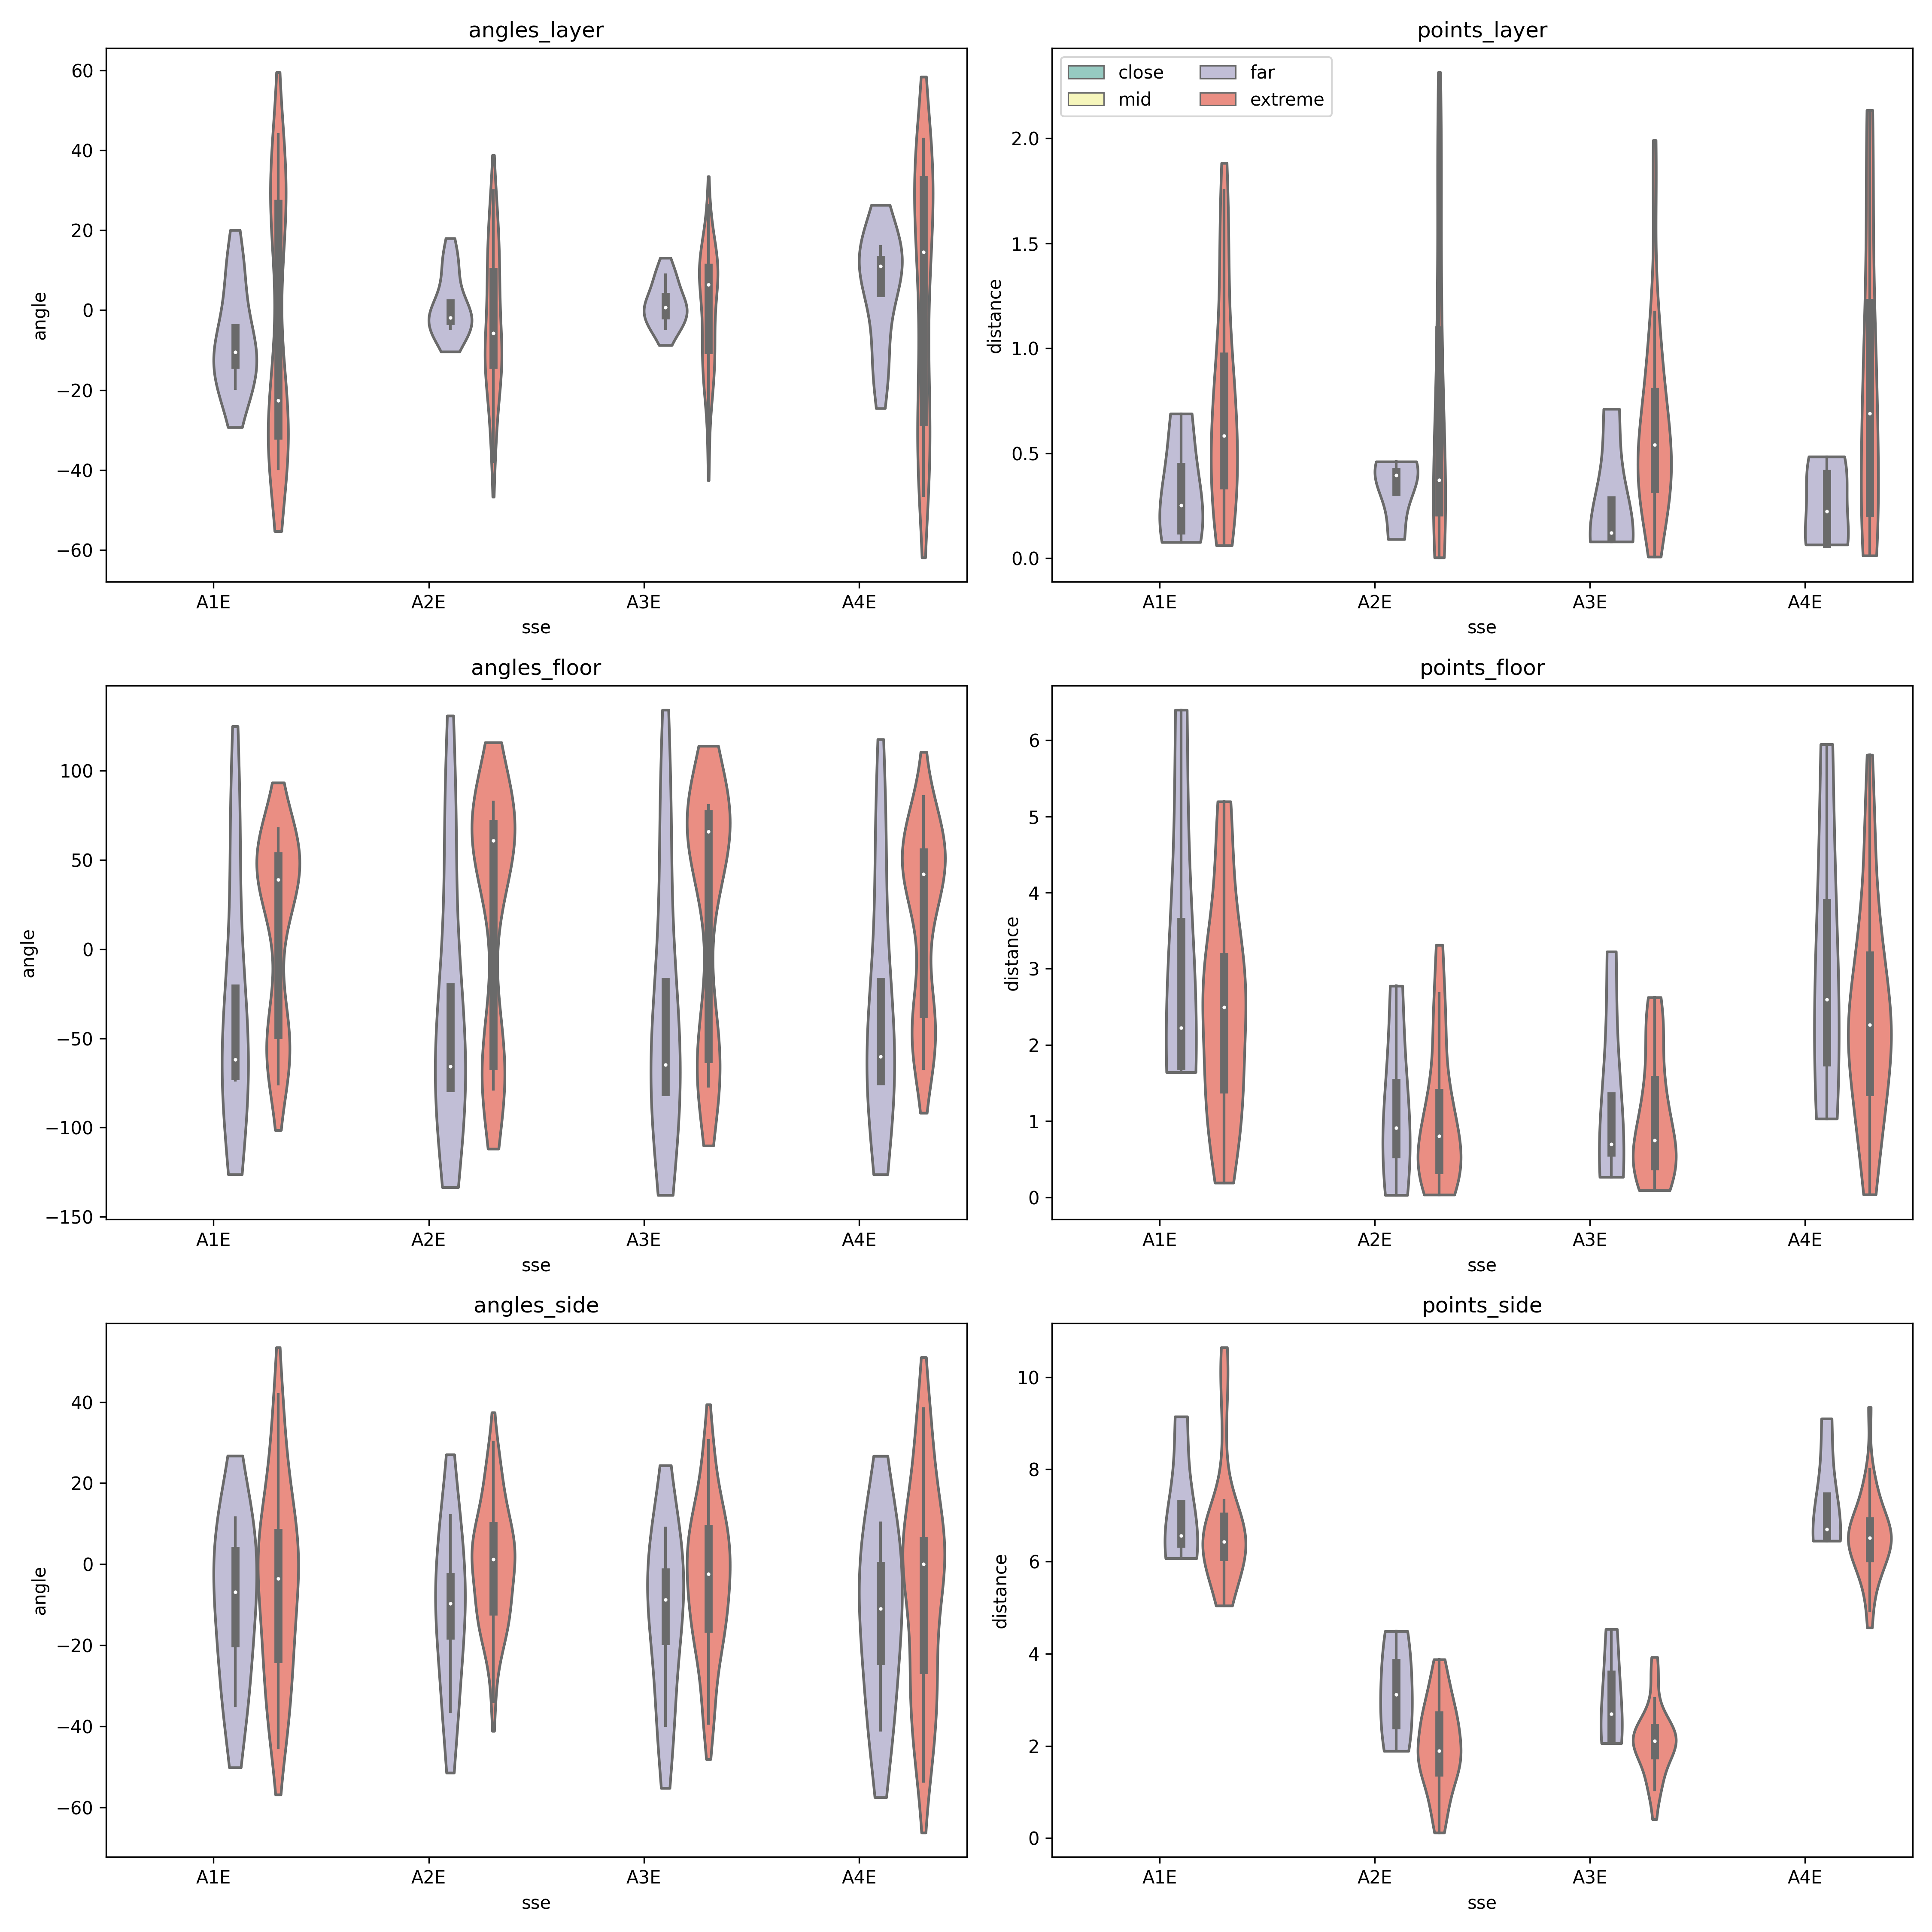 angles_layer
60
40
20
0
−20
−40
−60
angle
A1E A2E A3E A4E
sse
points_layer
close far
mid extreme
2.0
1.5
1.0
0.5
0.0
distance
A1E A2E A3E A4E
sse
angles_floor
100
50
0
−50
−100
−150
angle
A1E A2E A3E A4E
sse
points_floor
6
5
4
3
2
1
0
distance
A1E A2E A3E A4E
sse
angles_side
40
20
0
−20
−40
−60
angle
A1E A2E A3E A4E
sse
points_side
10
8
6
4
2
0
distance
A1E A2E A3E A4E
sse